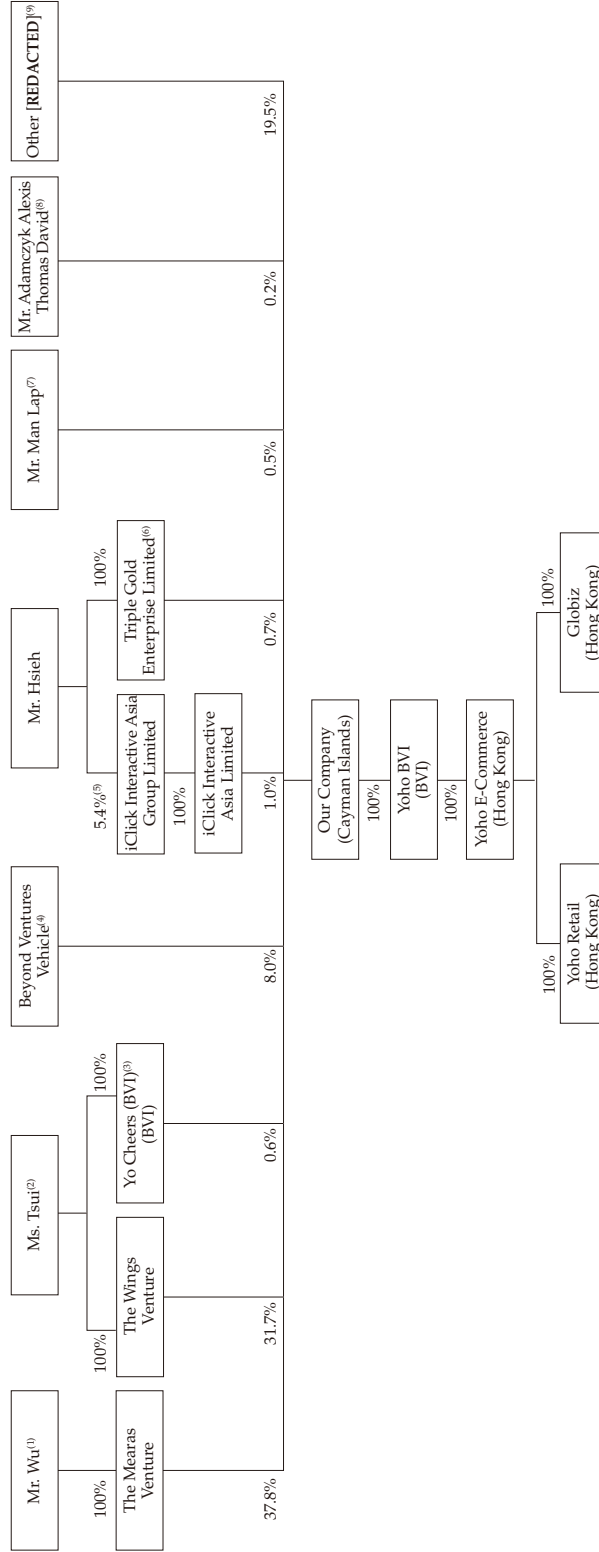 Mr. Wu(1)
Ms. Tsui(2)
Beyond Ventures
Vehicle(4)
Mr. Hsieh
Mr. Man Lap(7)
Mr. Adamczyk Alexis
Thomas David(8)
Other [REDACTED](9)
100%
100%
100%
5.4%(5)
100%
The Mearas
Venture
The Wings
Venture
Yo Cheers (BVI)(3)
(BVI)
iClick Interactive Asia
Group Limited
Triple Gold
Enterprise Limited(6)
100%
iClick Interactive
Asia Limited
37.8%
31.7%
0.6%
8.0%
1.0%
0.7%
0.5%
0.2%
19.5%
Our Company
(Cayman Islands)
100%
Yoho BVI
(BVI)
100%
Yoho E-Commerce
(Hong Kong)
100%
100%
Yoho Retail
(Hong Kong)
Globiz
(Hong Kong)